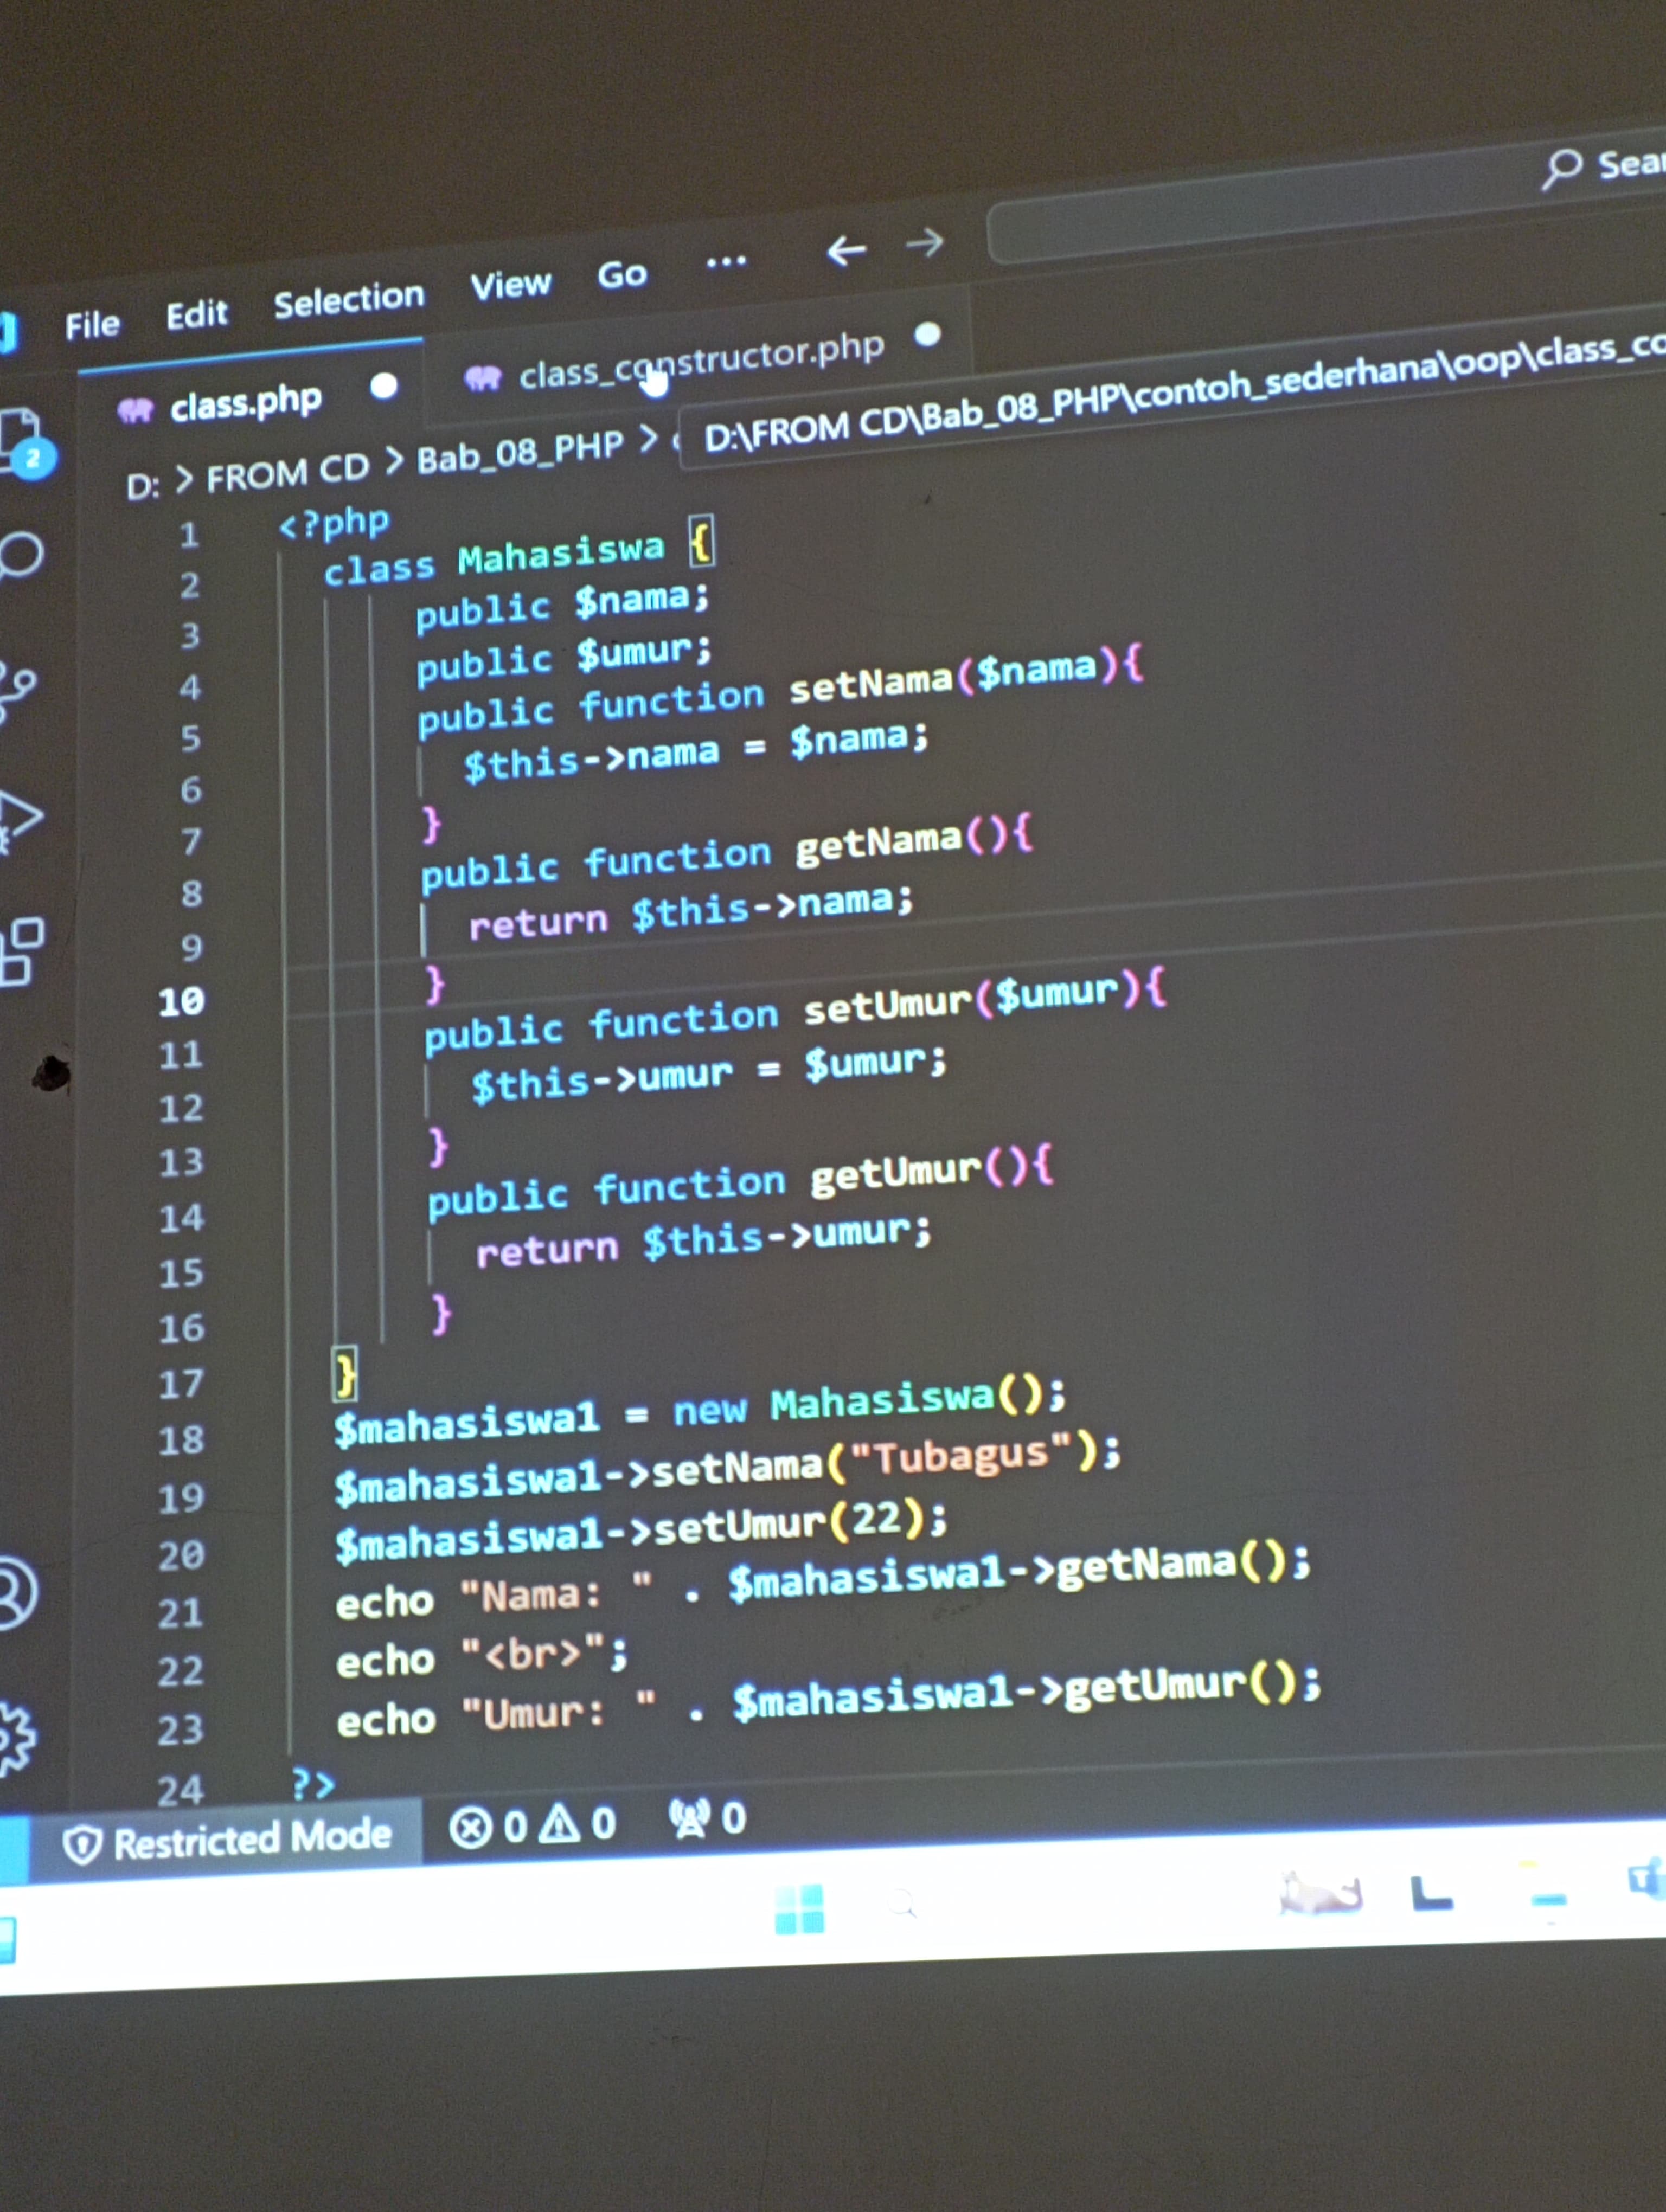 Sear
File Edit Selection View Go ...
class.php class_constructor.php
2
D: > FROM CD > Bab_08_PHP >
D:\FROM CD\Bab_08_PHP\contoh_sederhana\oop\class_co
1 <?php
2 class Mahasiswa {
3 public $nama;
4 public $umur;
5 public function setNama($nama){
6 $this->nama = $nama;
7 }
8 public function getNama(){
9 return $this->nama;
10 }
11 public function setUmur($umur){
12 $this->umur = $umur;
13 }
14 public function getUmur(){
15 return $this->umur;
16 }
17 }
18 $mahasiswa1 = new Mahasiswa();
19 $mahasiswa1->setNama("Tubagus");
20 $mahasiswa1->setUmur(22);
21 echo "Nama: " . $mahasiswa1->getNama();
22 echo "<br>";
23 echo "Umur: " . $mahasiswa1->getUmur();
24 ?>
Restricted Mode 0 0 0